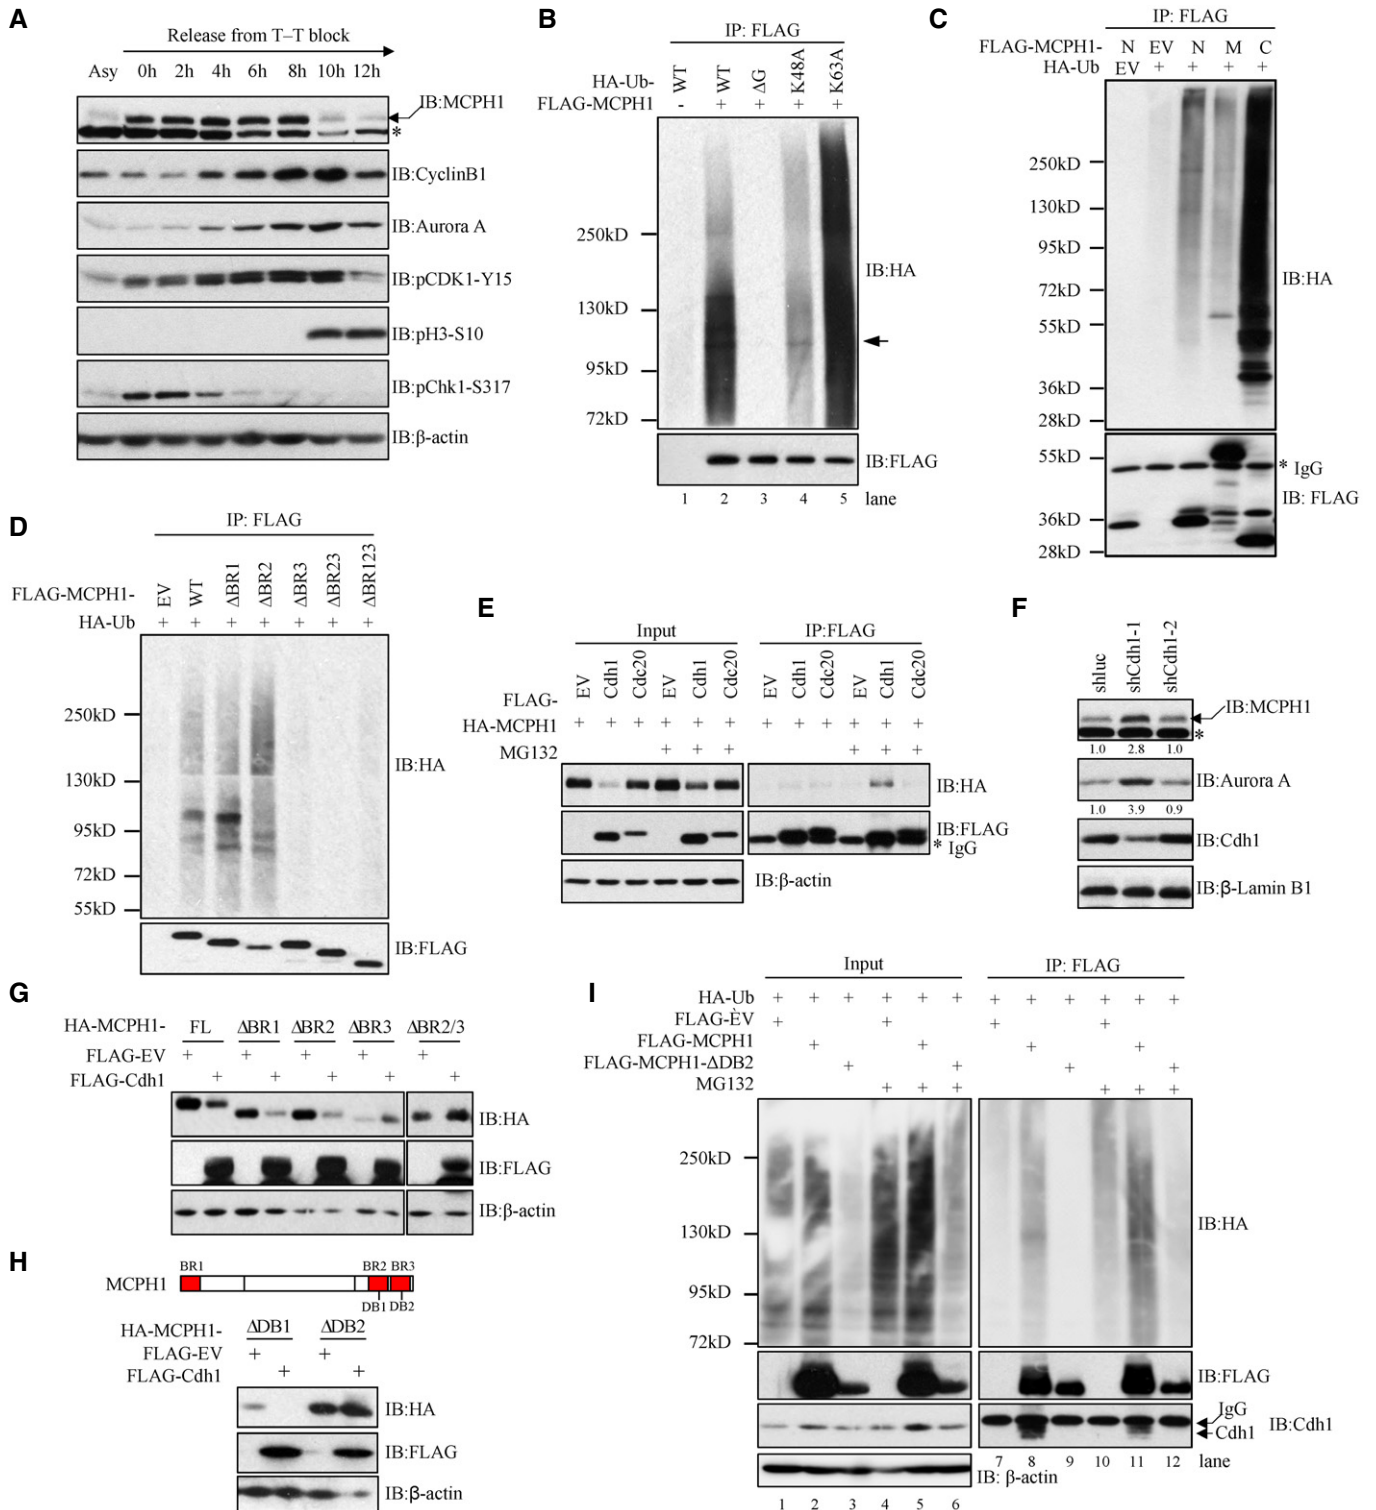 A
Release from T–T block
Asy 0h 2h 4h 6h 8h 10h 12h
IB:MCPH1
*
IB:CyclinB1
IB:Aurora A
IB:pCDK1-Y15
IB:pH3-S10
IB:pChk1-S317
IB:β-actin
B
IP: FLAG
HA-Ub- WT WT ΔG K48A K63A
FLAG-MCPH1 - + + + +
250kD
130kD
95kD
72kD
IB:HA
IB:FLAG
1 2 3 4 5 lane
C
IP: FLAG
FLAG-MCPH1- N EV N M C
HA-Ub EV + + + +
250kD
130kD
95kD
72kD
55kD
36kD
28kD
IB:HA
55kD
36kD
28kD
* IgG
IB: FLAG
D
IP: FLAG
FLAG-MCPH1- EV WT ΔBR1 ΔBR2 ΔBR3 ΔBR23 ΔBR123
HA-Ub + + + + + + +
250kD
130kD
95kD
72kD
55kD
IB:HA
IB:FLAG
E
Input IP:FLAG
FLAG- EV Cdh1 Cdc20 EV Cdh1 Cdc20 EV Cdh1 Cdc20 EV Cdh1 Cdc20
HA-MCPH1 + + + + + + + + + + + +
MG132 + + + + + +
IB:HA
IB:FLAG
* IgG
IB:β-actin
F
shluc shCdh1-1 shCdh1-2
IB:MCPH1
*
1.0 2.8 1.0
IB:Aurora A
1.0 3.9 0.9
IB:Cdh1
IB:β-Lamin B1
G
HA-MCPH1- FL ΔBR1 ΔBR2 ΔBR3 ΔBR2/3
FLAG-EV + + + + +
FLAG-Cdh1 + + + + +
IB:HA
IB:FLAG
IB:β-actin
H
BR1 BR2 BR3
MCPH1
DB1 DB2
HA-MCPH1- ΔDB1 ΔDB2
FLAG-EV + +
FLAG-Cdh1 + +
IB:HA
IB:FLAG
IB:β-actin
I
Input IP: FLAG
HA-Ub + + + + + + + + + + + +
FLAG-ÈV + + + +
FLAG-MCPH1 + + + +
FLAG-MCPH1-ΔDB2 + + + +
MG132 + + + + + +
250kD
130kD
95kD
72kD
IB:HA
IB:FLAG
IgG
Cdh1
IB:Cdh1
7 8 9 10 11 12 lane
IB: β-actin
1 2 3 4 5 6